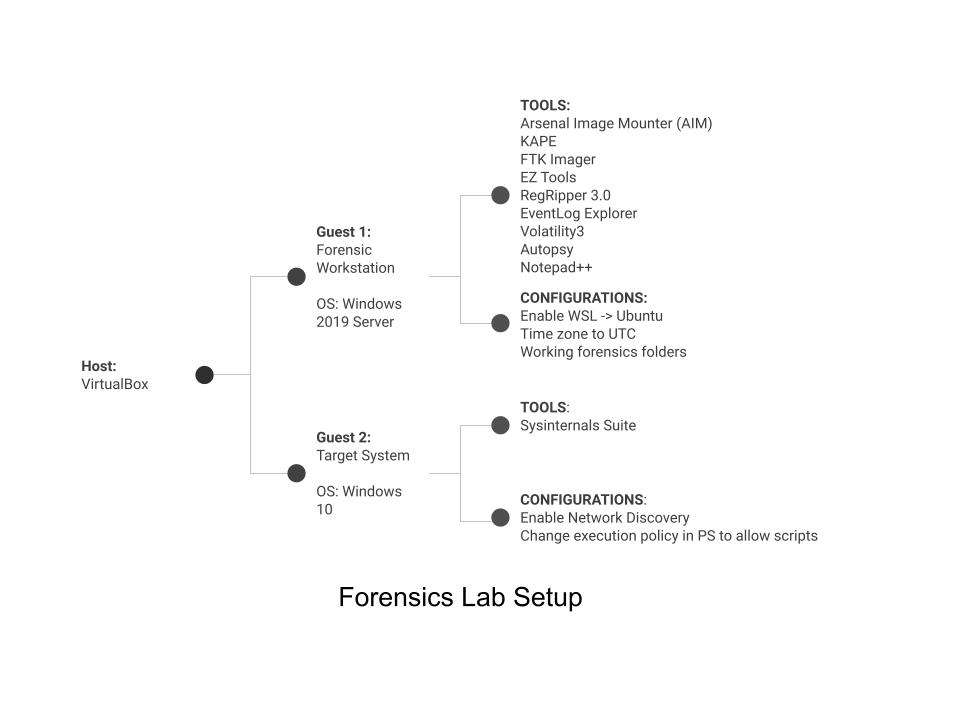 Host:
VirtualBox
Guest 1:
Forensic
Workstation
OS: Windows
2019 Server
TOOLS:
Arsenal Image Mounter (AIM)
KAPE
FTK Imager
EZ Tools
RegRipper 3.0
EventLog Explorer
Volatility3
Autopsy
Notepad++
CONFIGURATIONS:
Enable WSL -> Ubuntu
Time zone to UTC
Working forensics folders
Guest 2:
Target System
OS: Windows
10
TOOLS:
Sysinternals Suite
CONFIGURATIONS:
Enable Network Discovery
Change execution policy in PS to allow scripts
Forensics Lab Setup